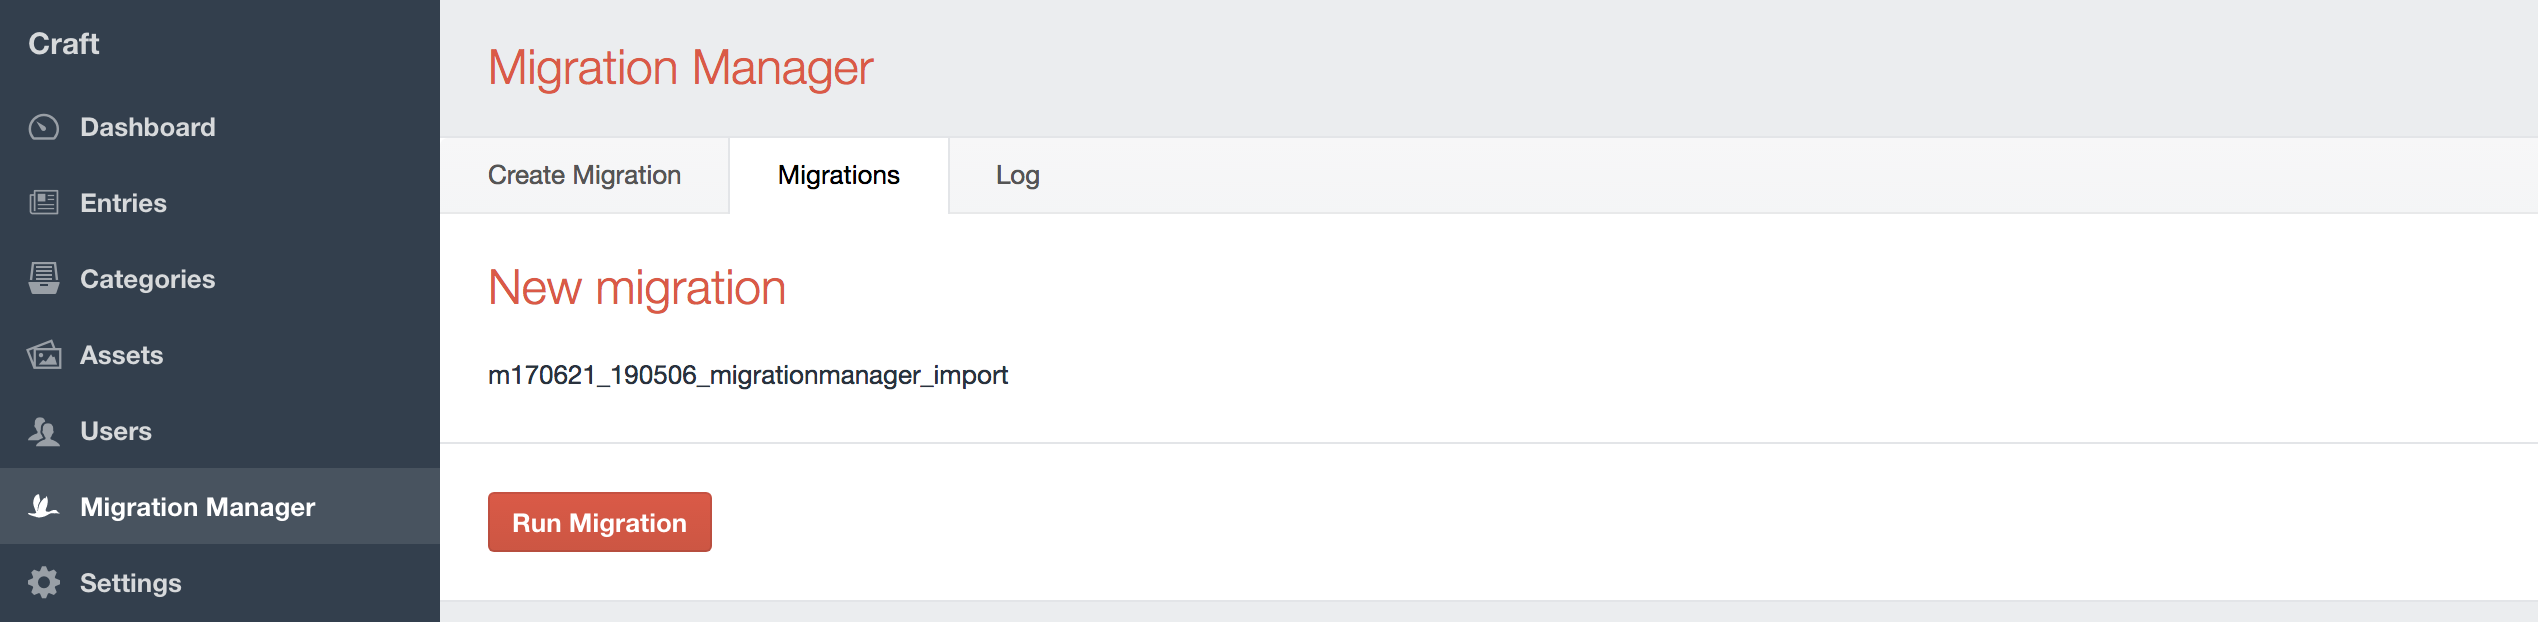 Craft
Dashboard
Entries
Categories
Assets
Users
Migration Manager
Settings
Migration Manager
Create Migration
Migrations
Log
New migration
m170621_190506_migrationmanager_import
Run Migration